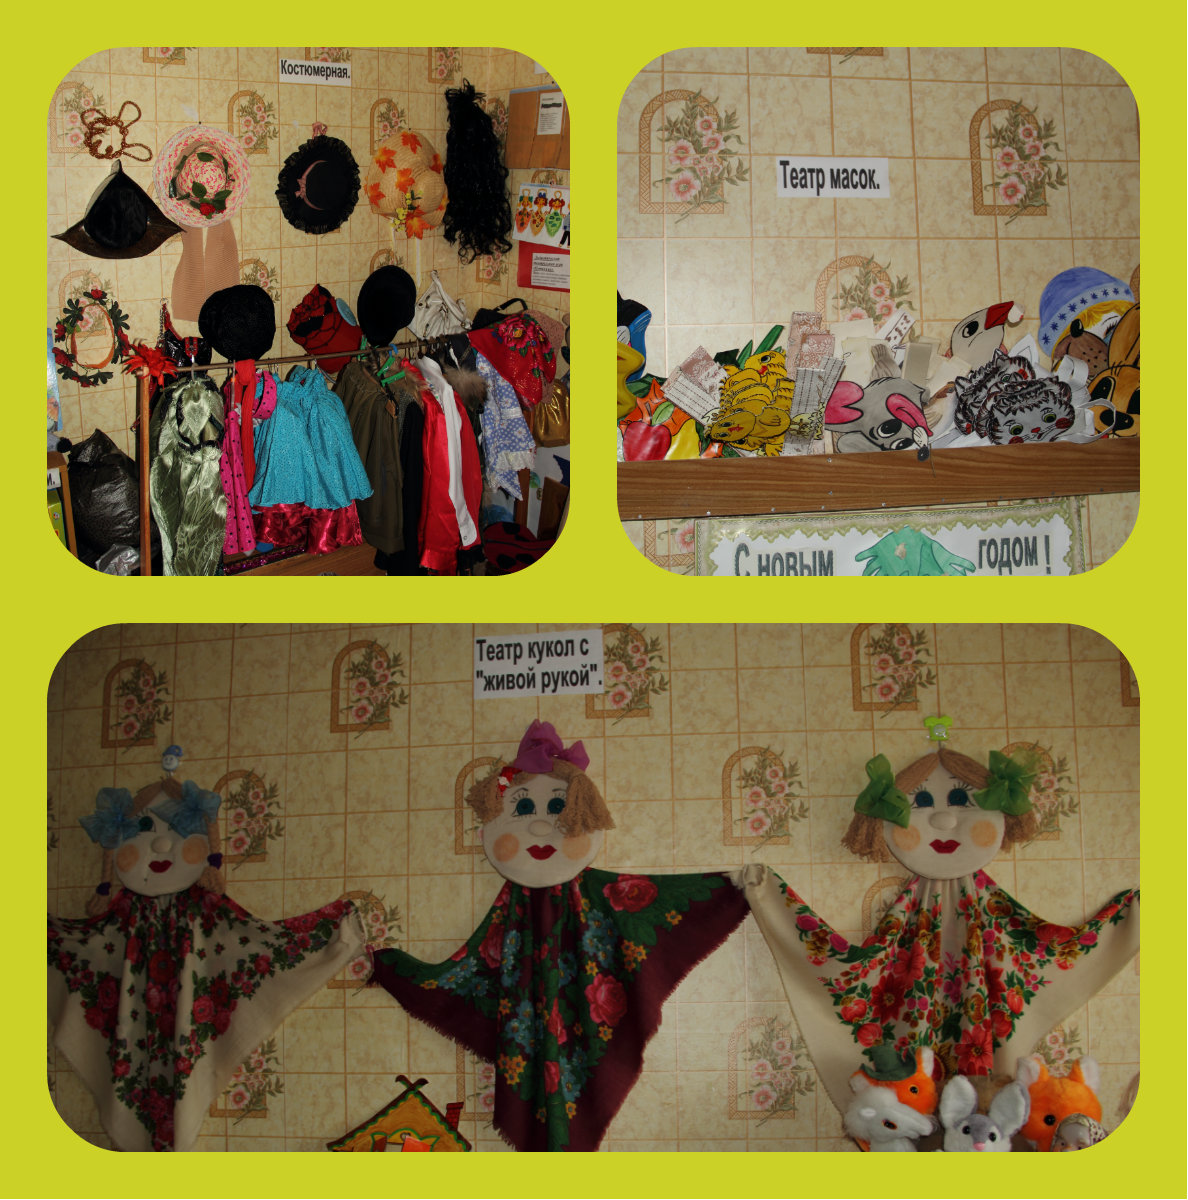 Костюмерная.
Театр масок.
С новым годом !
Театр кукол с
"живой рукой".